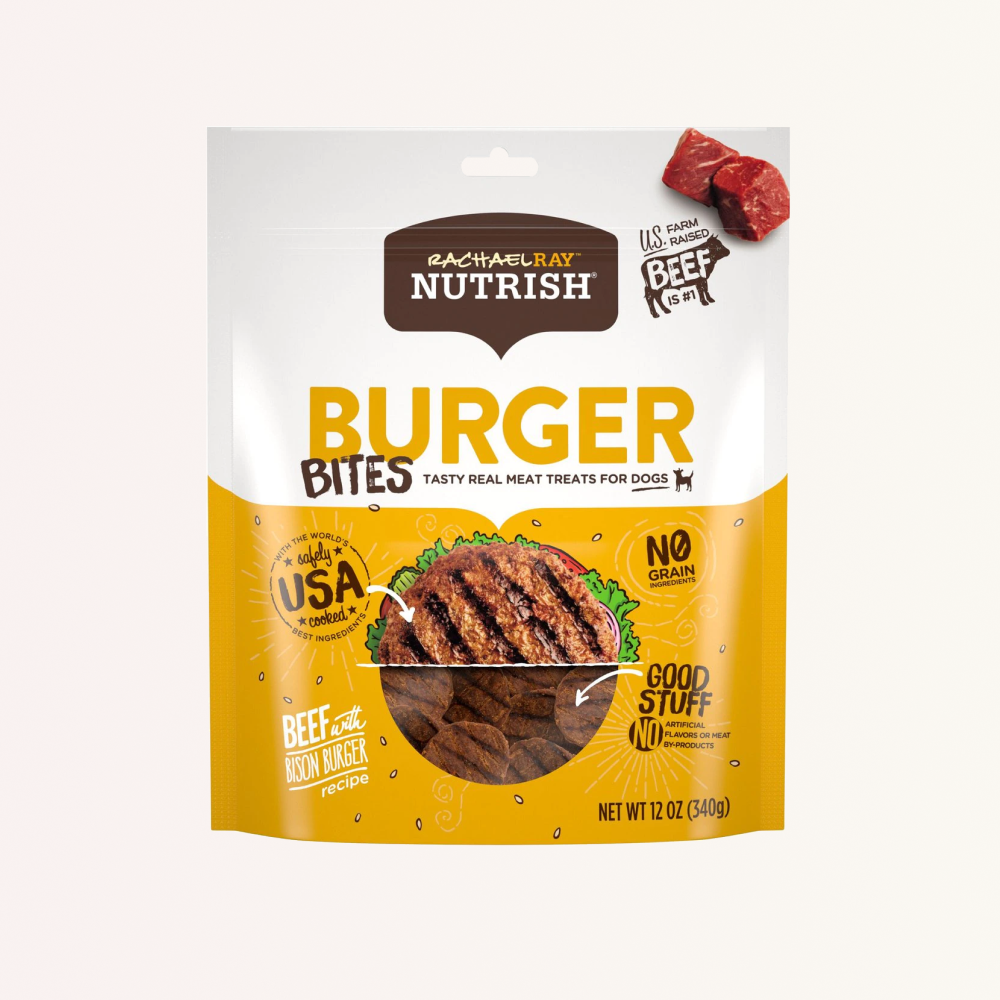 RACHAELRAY™
NUTRISH®
U.S. FARM
RAISED
BEEF
IS #1
BURGER
BITES
TASTY REAL MEAT TREATS FOR DOGS
WITH THE WORLD'S
safely
USA
cooked
BEST INGREDIENTS
NO
GRAIN
INGREDIENTS
GOOD
STUFF
NO
ARTIFICIAL
FLAVORS OR MEAT
BY-PRODUCTS
BEEF with
BISON BURGER
recipe
NET WT 12 OZ (340g)